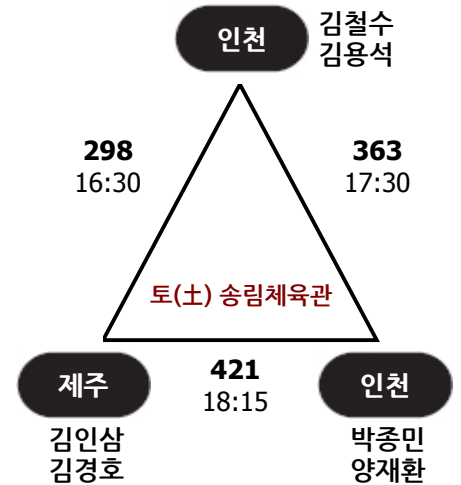 인천
김철수
김용석
298
16:30
363
17:30
토(土) 송림체육관
제주
421
18:15
인천
김인삼
김경호
박종민
양재환